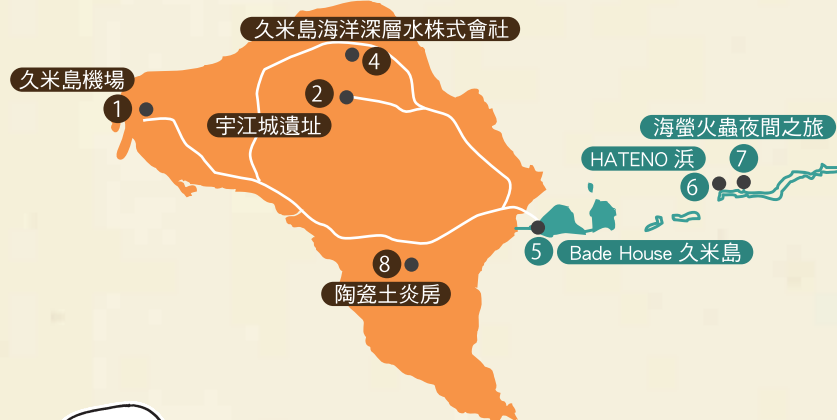 久米島海洋深層水株式會社
4
久米島機場
1
2
宇江城遺址
海螢火蟲夜間之旅
HATENO 浜
7
6
5
Bade House 久米島
8
陶瓷土炎房